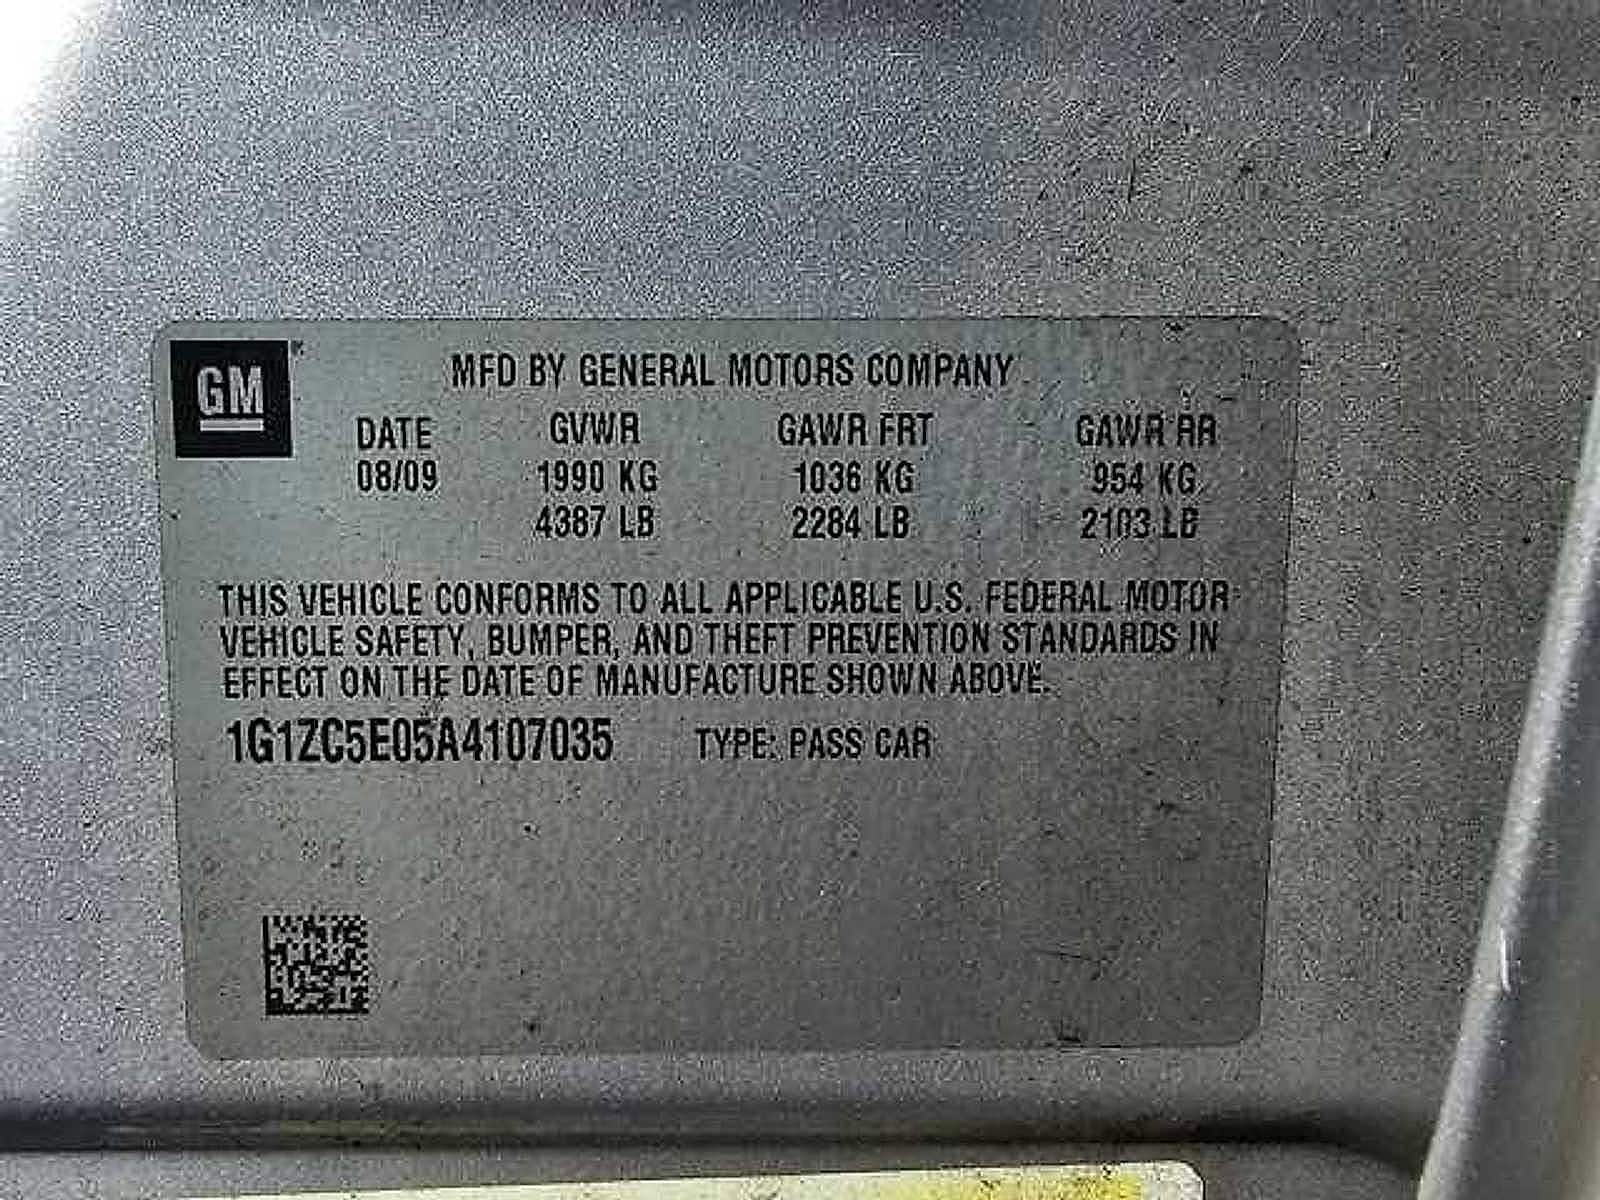 GM
MFD BY GENERAL MOTORS COMPANY
DATE GVWR GAWR FRT GAWR RR
08/09 1990 KG 1036 KG 954 KG
4387 LB 2284 LB 2103 LB
THIS VEHICLE CONFORMS TO ALL APPLICABLE U.S. FEDERAL MOTOR
VEHICLE SAFETY, BUMPER, AND THEFT PREVENTION STANDARDS IN
EFFECT ON THE DATE OF MANUFACTURE SHOWN ABOVE.
1G1ZC5E05A4107035 TYPE: PASS CAR